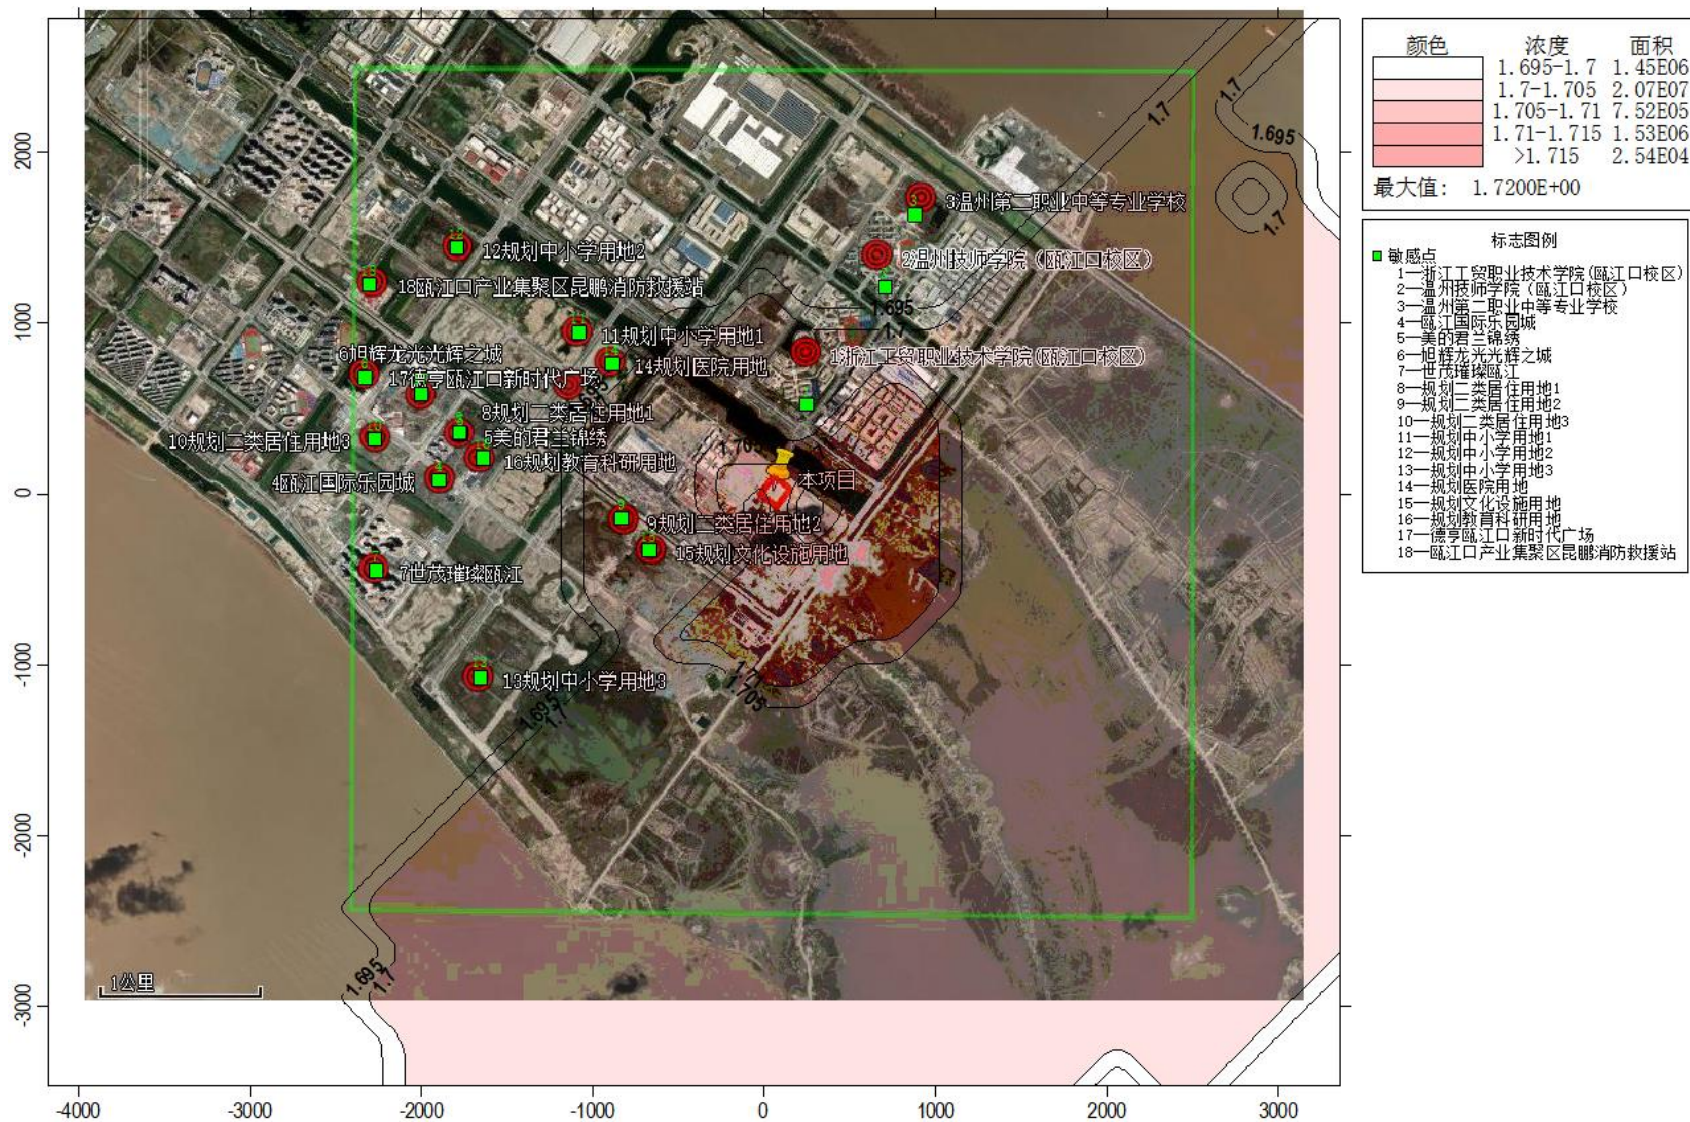 颜色 浓度 面积
1.695-1.7 1.45E06
1.7-1.705 2.07E07
1.705-1.71 7.52E05
1.71-1.715 1.53E06
>1.715 2.54E04
最大值: 1.7200E+00
标志图例
敏感点
1—浙江工贸职业技术学院(瓯江口校区)
2—温州技师学院(瓯江口校区)
3—温州第二职业中等专业学校
4—瓯江国际乐园城
5—美的君兰锦绣
6—旭辉龙光光辉之城
7—世茂璀璨瓯江
8—规划二类居住用地1
9—规划二类居住用地2
10—规划二类居住用地3
11—规划中小学用地1
12—规划中小学用地2
13—规划中小学用地3
14—规划医院用地
15—规划文化设施用地
16—规划教育科研用地
17—德亨瓯江口新时代广场
18—瓯江口产业集聚区昆鹏消防救援站
2000
1000
0
-1000
-2000
-3000
1.7
1.7
1.695
1.7
3温州第二职业中等专业学校
12规划中小学用地2
2温州技师学院(瓯江口校区)
18瓯江口产业集聚区昆鹏消防救援站
1.695
1.7
11规划中小学用地1
6旭辉龙光光辉之城
1浙江工贸职业技术学院(瓯江口校区)
14规划医院用地
17德亨瓯江口新时代广场
8规划二类居住用地1
5美的君兰锦绣
10规划二类居住用地3
1.705
16规划教育科研用地
4瓯江国际乐园城
本项目
9规划二类居住用地2
15规划文化设施用地
7世茂璀璨瓯江
1.71
1.705
13规划中小学用地3
1.695
1.7
1.695
1.7
1公里
-4000 -3000 -2000 -1000 0 1000 2000 3000